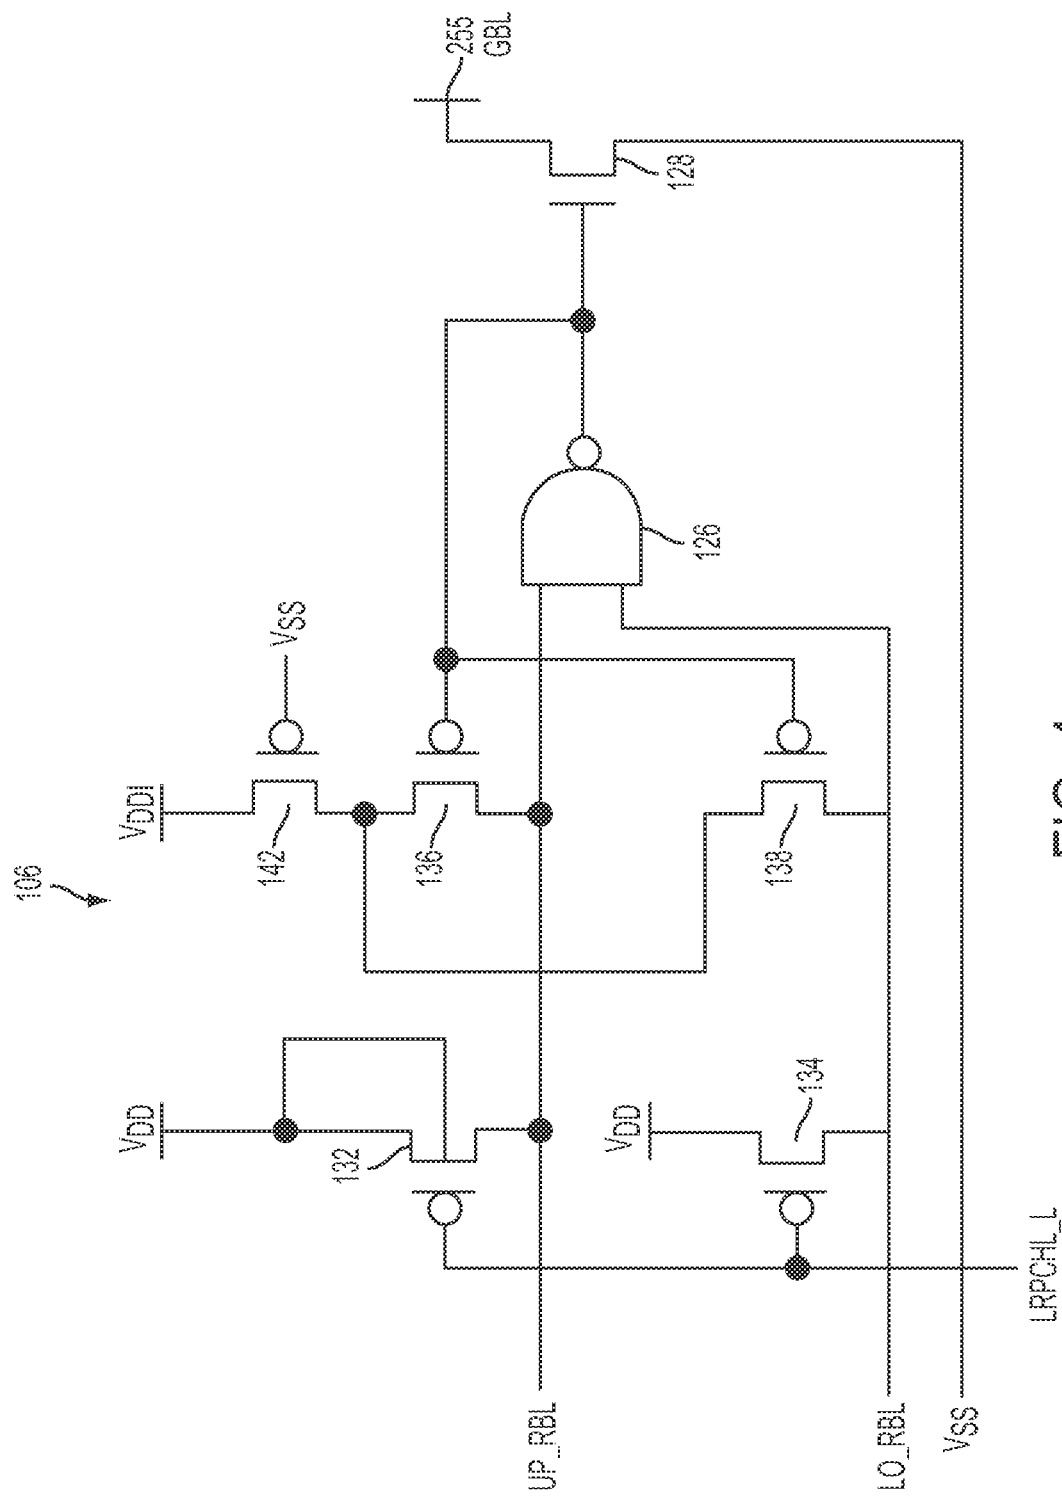 106
VDD
VDDI
142
VSS
132
136
255
GBL
UP_RBL
VDD
128
126
138
134
LO_RBL
VSS
LRPCHL_L